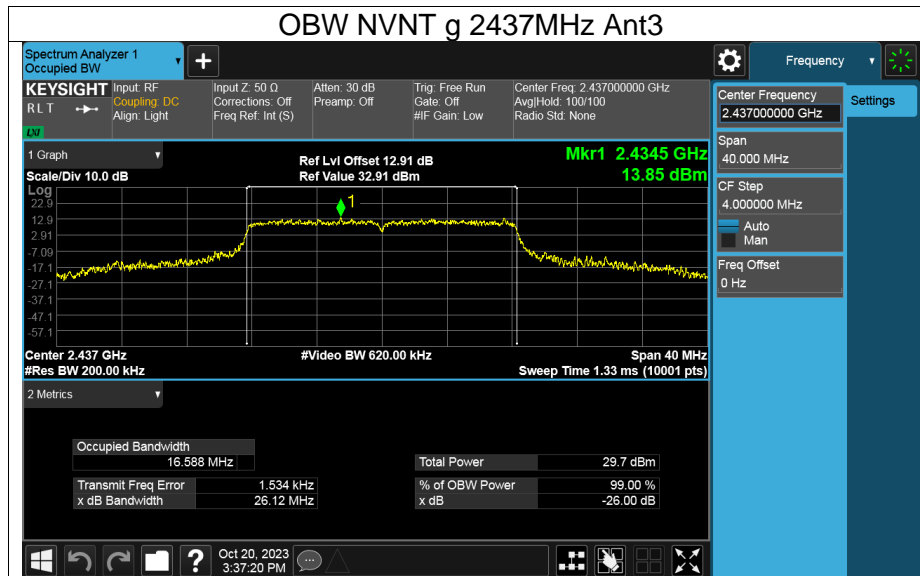 OBW NVNT g 2437MHz Ant3
Spectrum Analyzer 1
Occupied BW
+
Frequency
KEYSIGHT
RLT
LXI
Input: RF
Coupling: DC
Align: Light
Input Z: 50 Ω
Corrections: Off
Freq Ref: Int (S)
Atten: 30 dB
Preamp: Off
Trig: Free Run
Gate: Off
#IF Gain: Low
Center Freq: 2.437000000 GHz
Avg|Hold: 100/100
Radio Std: None
Center Frequency
2.437000000 GHz
Settings
Span
40.000 MHz
CF Step
4.000000 MHz
Auto
Man
Freq Offset
0 Hz
1 Graph
Scale/Div 10.0 dB
Ref Lvl Offset 12.91 dB
Ref Value 32.91 dBm
Mkr1 2.4345 GHz
13.85 dBm
Log
22.9
12.9
2.91
-7.09
-17.1
-27.1
-37.1
-47.1
-57.1
1
Center 2.437 GHz
#Video BW 620.00 kHz
Span 40 MHz
#Res BW 200.00 kHz
Sweep Time 1.33 ms (10001 pts)
2 Metrics
Occupied Bandwidth
16.588 MHz
Total Power 29.7 dBm
Transmit Freq Error 1.534 kHz
% of OBW Power 99.00 %
x dB Bandwidth 26.12 MHz
x dB -26.00 dB
?
Oct 20, 2023
3:37:20 PM